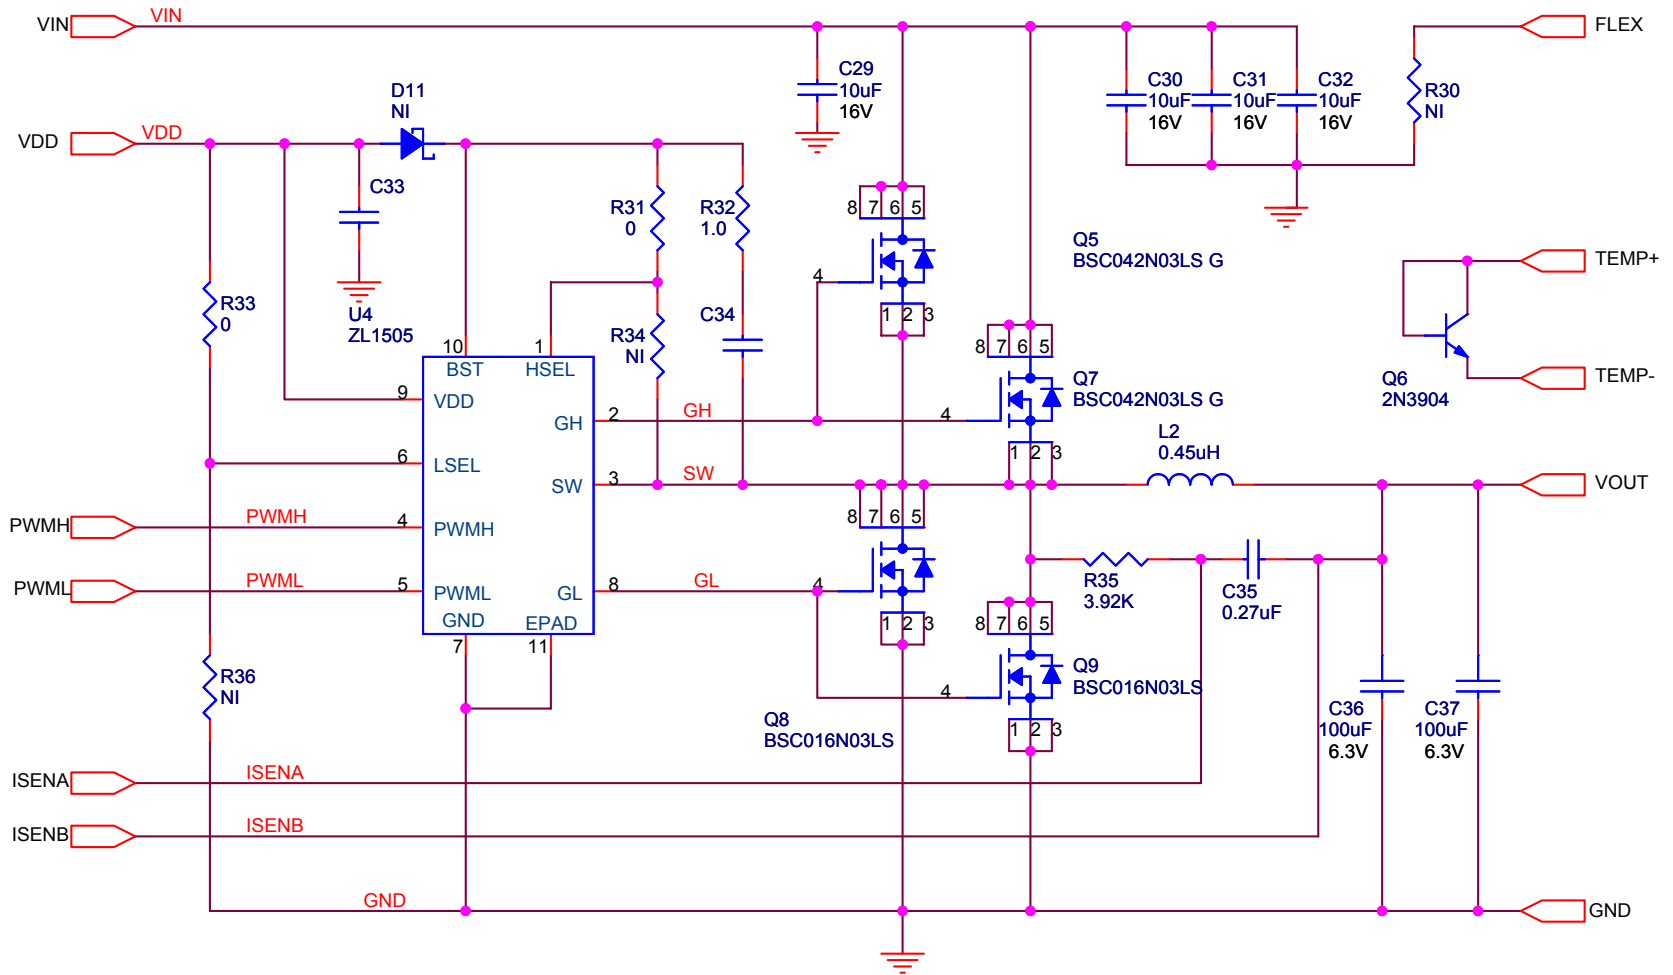 VIN
VIN
FLEX
C29
10uF
16V
C30
10uF
16V
C31
10uF
16V
C32
10uF
16V
R30
NI
D11
NI
VDD
VDD
C33
R31
0
R32
1.0
8 7 6 5
Q5
BSC042N03LS G
TEMP+
4
R33
0
U4
ZL1505
R34
NI
C34
1 2 3
10
1
8 7 6 5
BST
HSEL
TEMP-
Q7
BSC042N03LS G
Q6
2N3904
9
VDD
2
GH
GH
4
L2
0.45uH
1 2 3
6
LSEL
3
SW
SW
VOUT
8 7 6 5
PWMH
PWMH
4
PWMH
PWML
PWML
5
PWML
8
GL
GL
4
R35
3.92K
C35
0.27uF
GND
EPAD
1 2 3
8 7 6 5
7
11
R36
NI
Q9
BSC016N03LS
4
Q8
BSC016N03LS
1 2 3
C36
100uF
6.3V
C37
100uF
6.3V
ISENA
ISENA
ISENB
ISENB
GND
GND